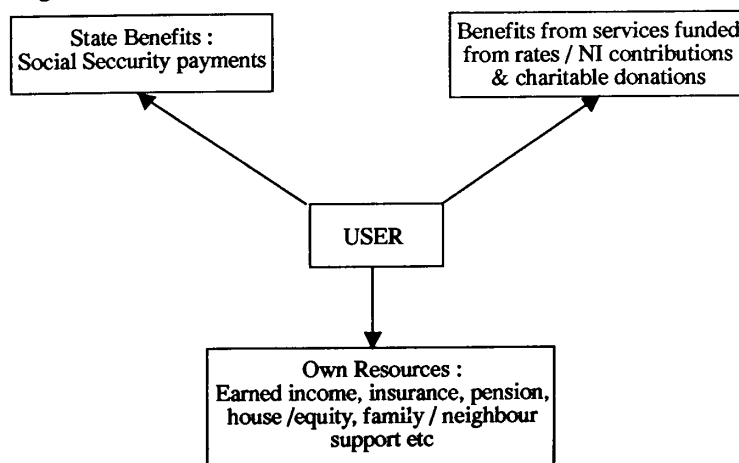 State Benefits :
Social Seccurity payments
Benefits from services funded
from rates / NI contributions
& charitable donations
USER
Own Resources :
Earned income, insurance, pension,
house /equity, family / neighbour
support etc